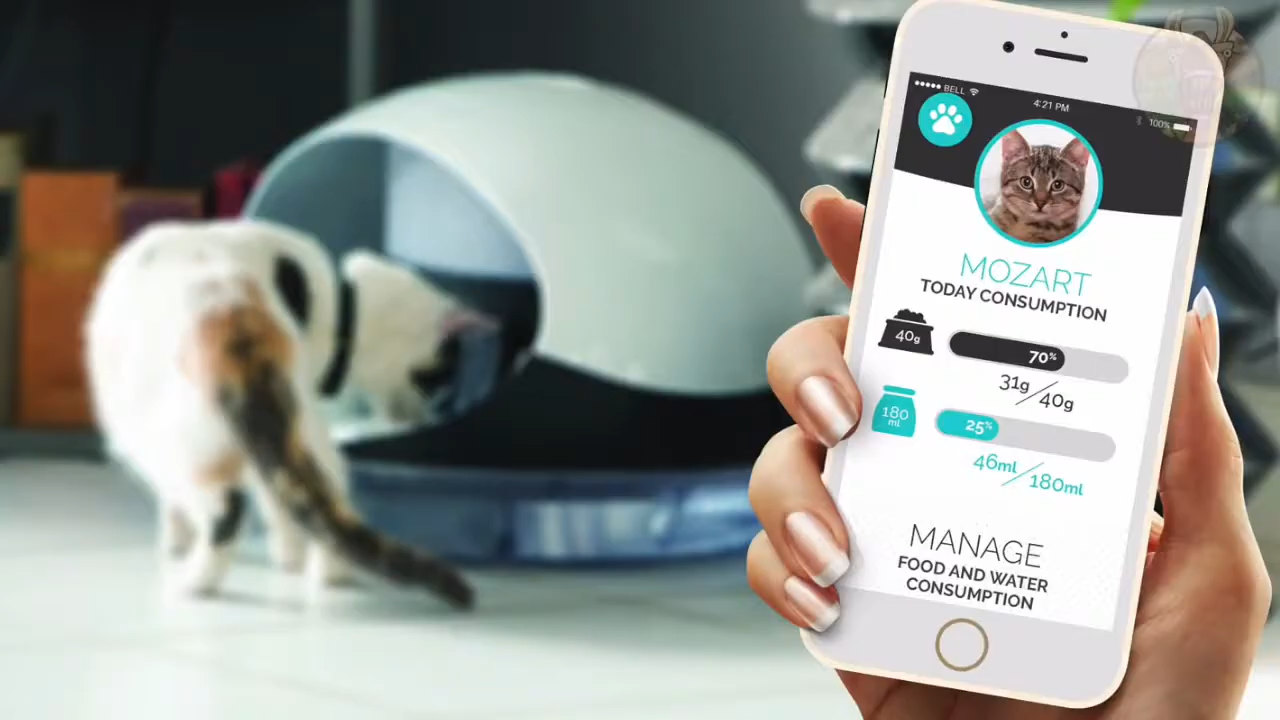 BELL
4:21 PM
100%
MOZART
TODAY CONSUMPTION
40g
70%
31g/40g
180
ml
25%
46ml/180ml
MANAGE
FOOD AND WATER
CONSUMPTION